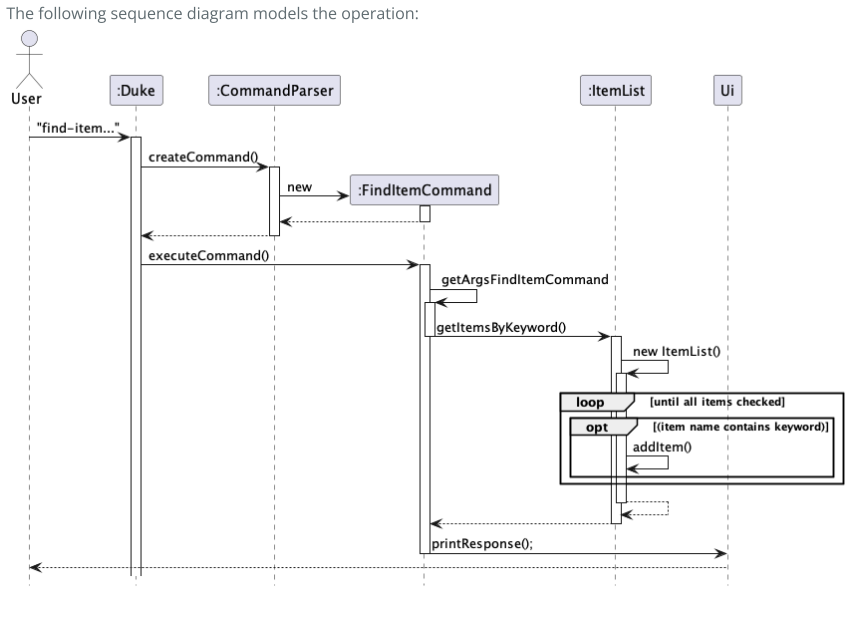 The following sequence diagram models the operation:
User
:Duke
:CommandParser
:ItemList
Ui
"find-item..."
createCommand()
new
:FindItemCommand
executeCommand()
getArgsFindItemCommand
getItemsByKeyword()
new ItemList()
loop [until all items checked]
opt [(item name contains keyword)]
addItem()
printResponse();